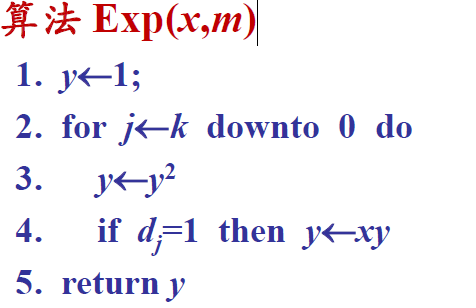 算法 Exp(x,m)
1. y←1;
2. for j←k downto 0 do
3. y←y²
4. if dⱼ=1 then y←xy
5. return y